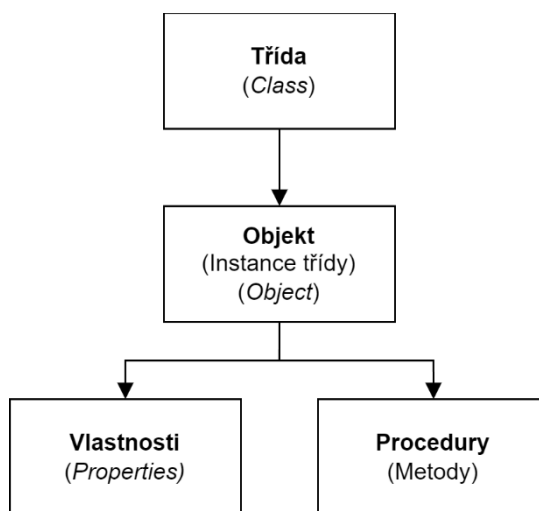 Třída
(Class)
Objekt
(Instance třídy)
(Object)
Vlastnosti
(Properties)
Procedury
(Metody)